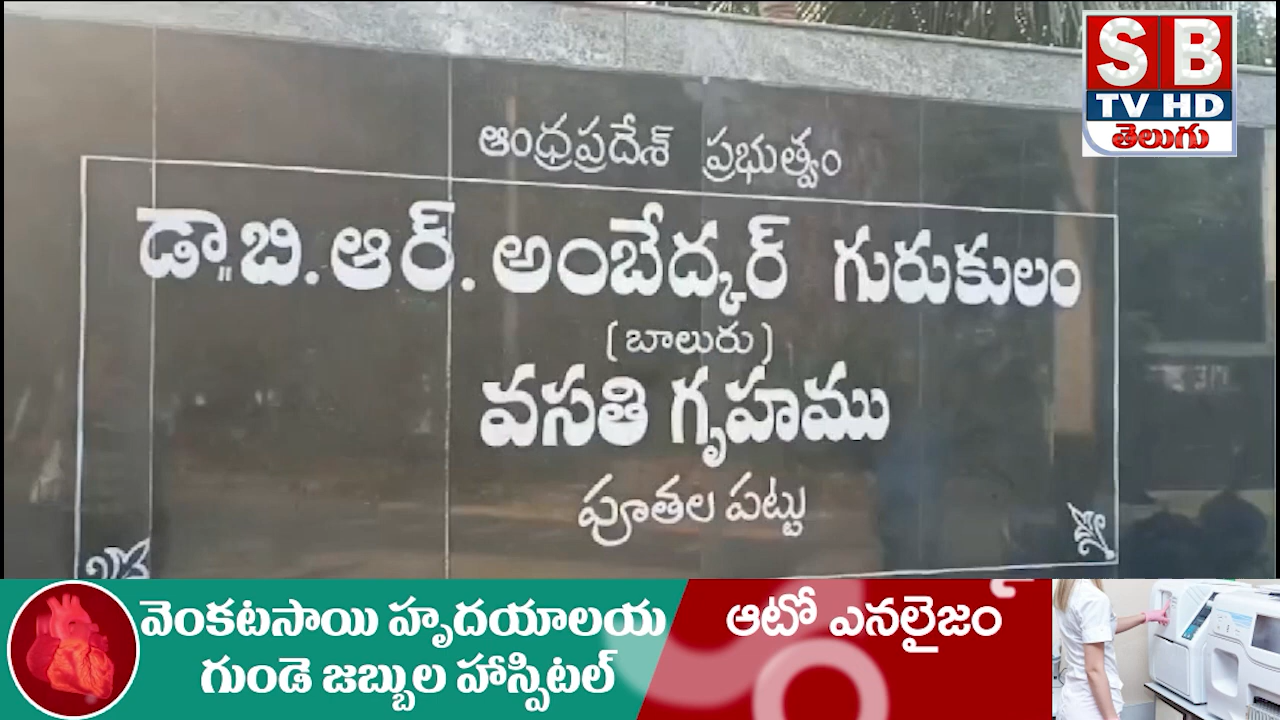 SB
TV HD
తెలుగు
ఆంధ్రప్రదేశ్ ప్రభుత్వం
డా॥బి.ఆర్. అంబేద్కర్ గురుకులం
(బాలురు)
వసతి గృహము
పూతల పట్టు
వెంకటసాయి హృదయాలయ
గుండె జబ్బుల హాస్పిటల్
ఆటో ఎనలైజం